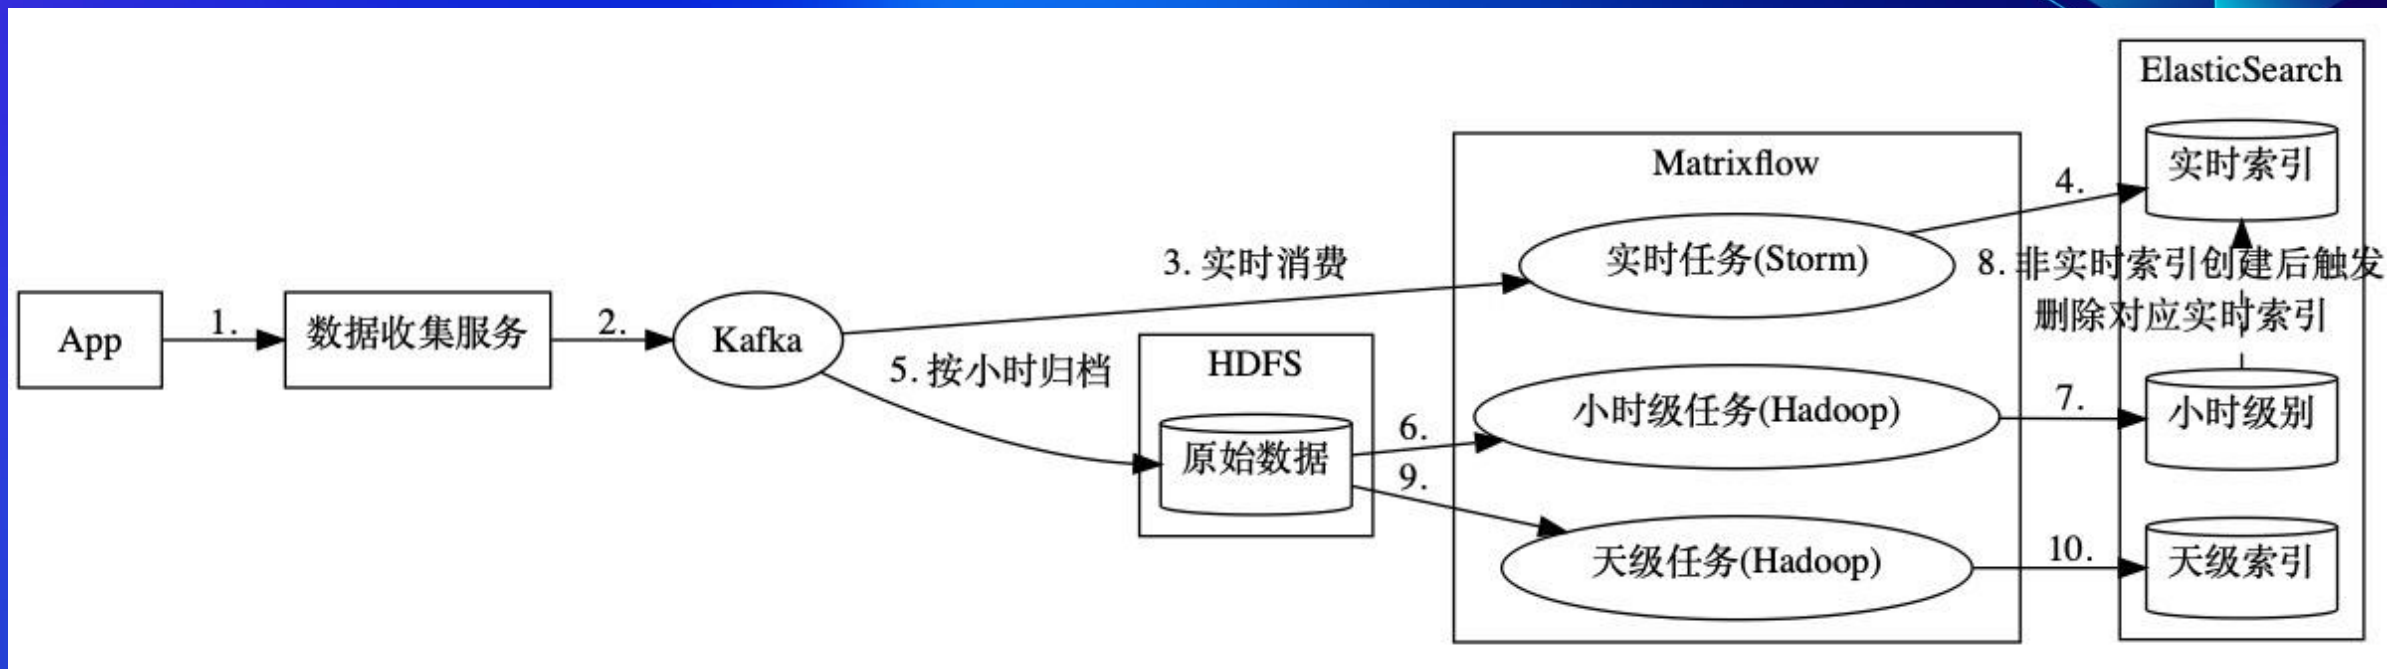 App
1.
数据收集服务
2.
Kafka
3. 实时消费
5. 按小时归档
HDFS
原始数据
6.
9.
Matrixflow
实时任务(Storm)
小时级任务(Hadoop)
天级任务(Hadoop)
4.
8. 非实时索引创建后触发
删除对应实时索引
7.
10.
ElasticSearch
实时索引
小时级别
天级索引